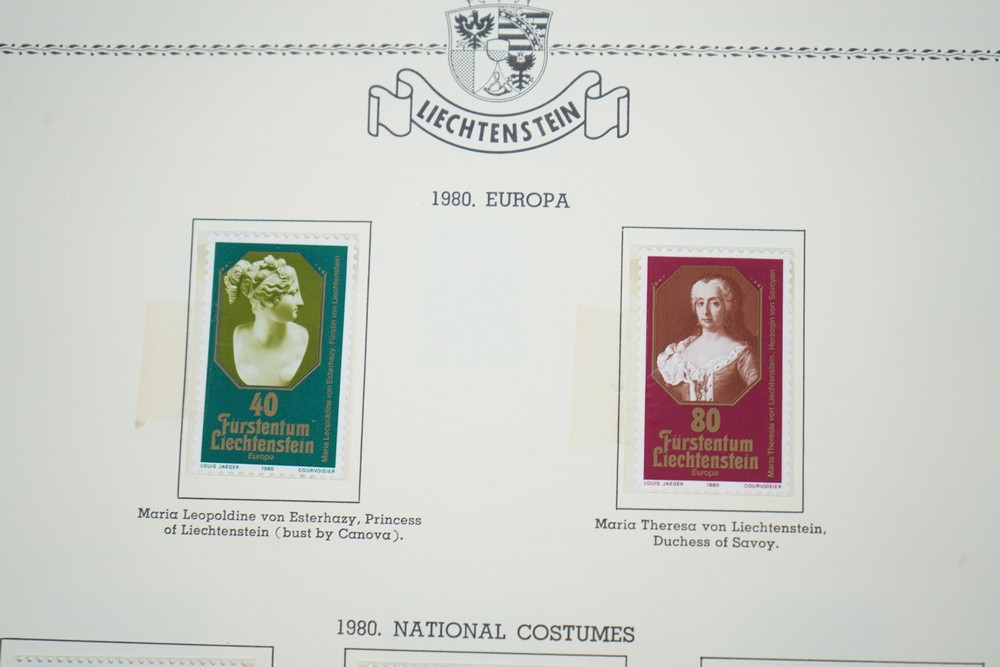 LIECHTENSTEIN
1980. EUROPA
Maria Leopoldine von Esterhazy, Fürstin von Liechtenstein
40
Fürstentum
Liechtenstein
Europa
LOUIS JAEGER 1980 COURVOISIER
Maria Leopoldine von Esterhazy, Princess
of Liechtenstein (bust by Canova).
Maria Theresia von Liechtenstein, Herzogin von Savoyen
80
Fürstentum
Liechtenstein
Europa
LOUIS JAEGER 1980 COURVOISIER
Maria Theresa von Liechtenstein,
Duchess of Savoy.
1980. NATIONAL COSTUMES